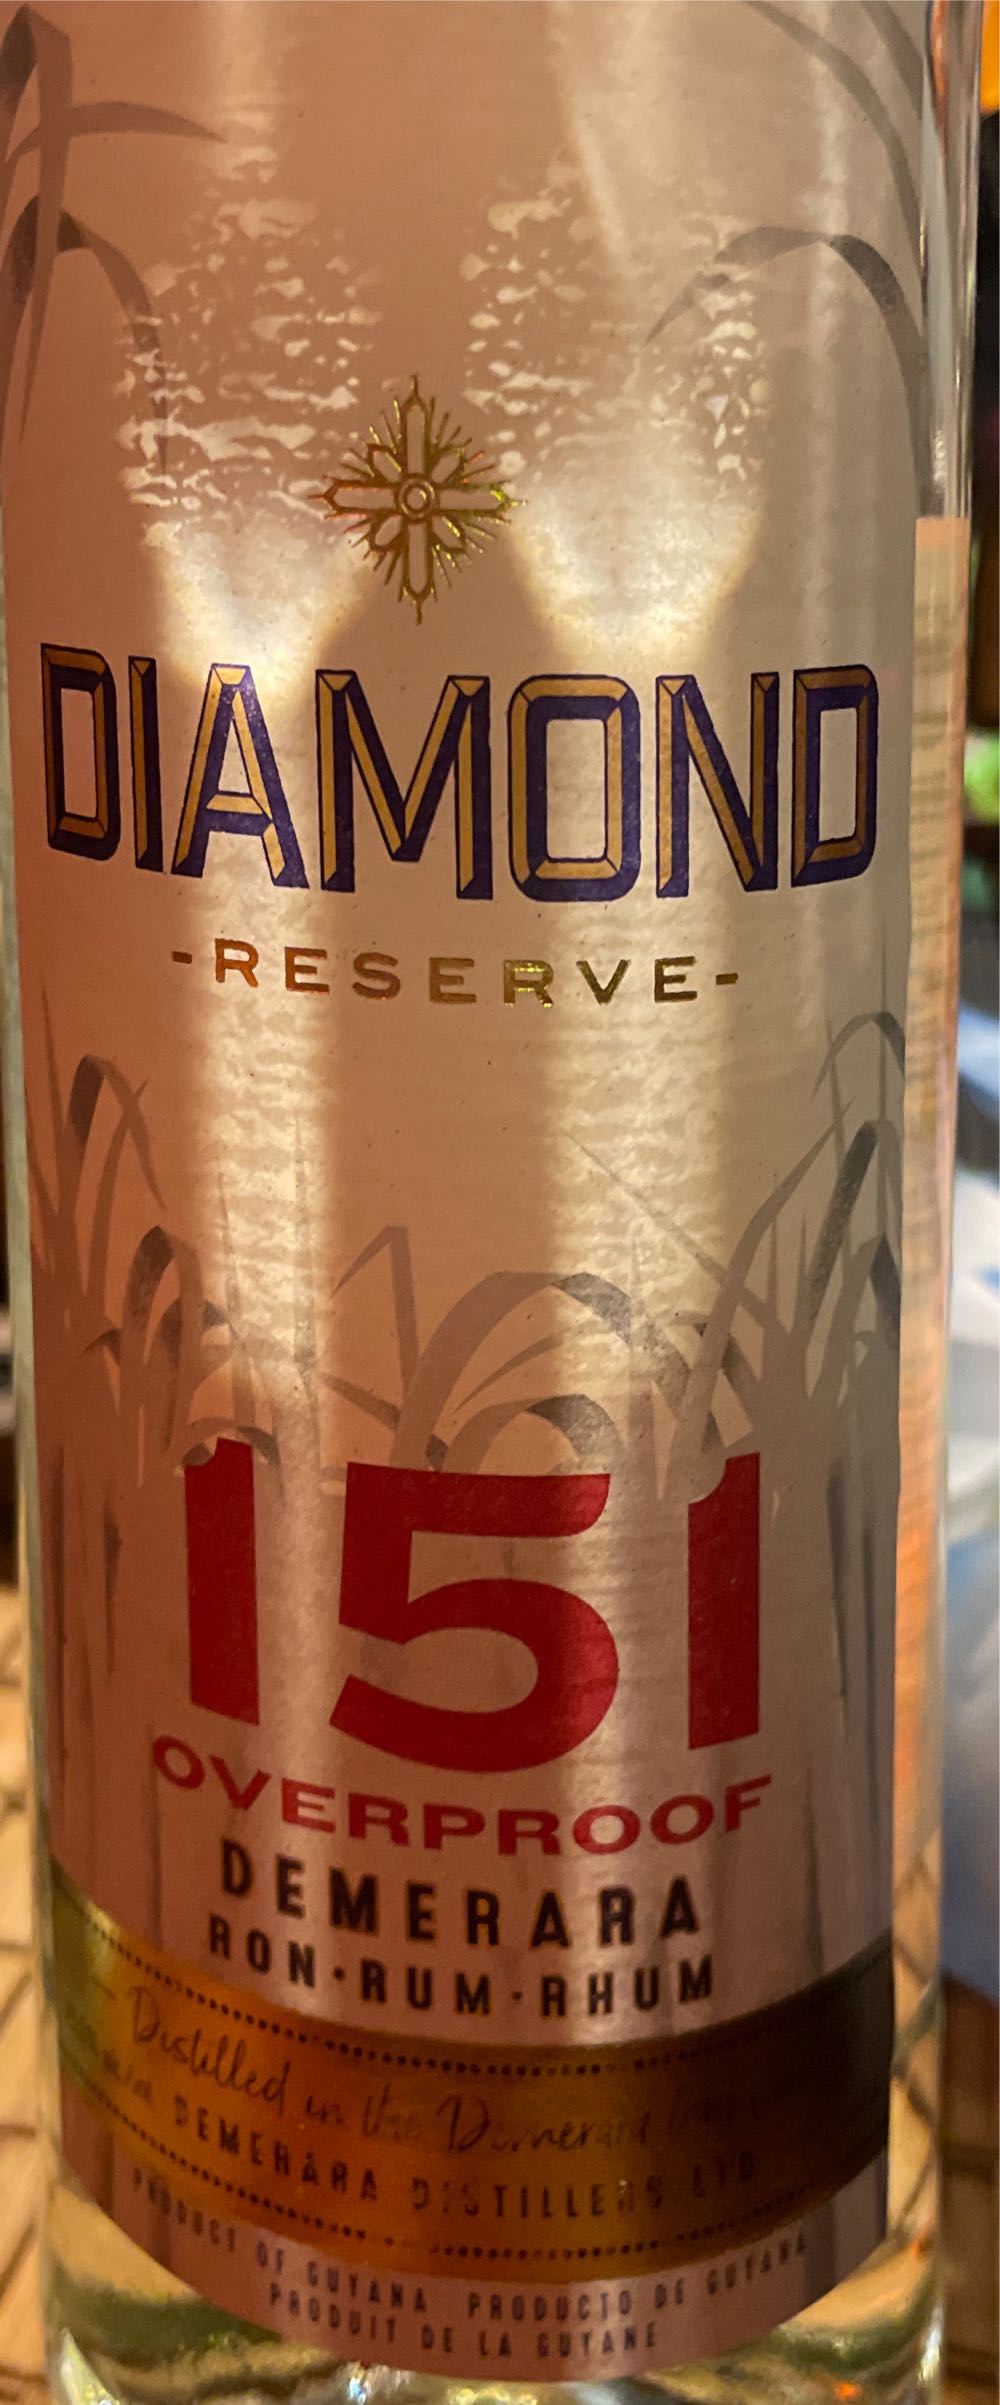 DIAMOND
-RESERVE-
151
OVERPROOF
DEMERARA
RON·RUM·RHUM
Distilled in the Demerara
DEMERARA DISTILLERS LTD
PRODUCT OF GUYANA PRODUCTO DE GUYANA
PRODUIT DE LA GUYANE